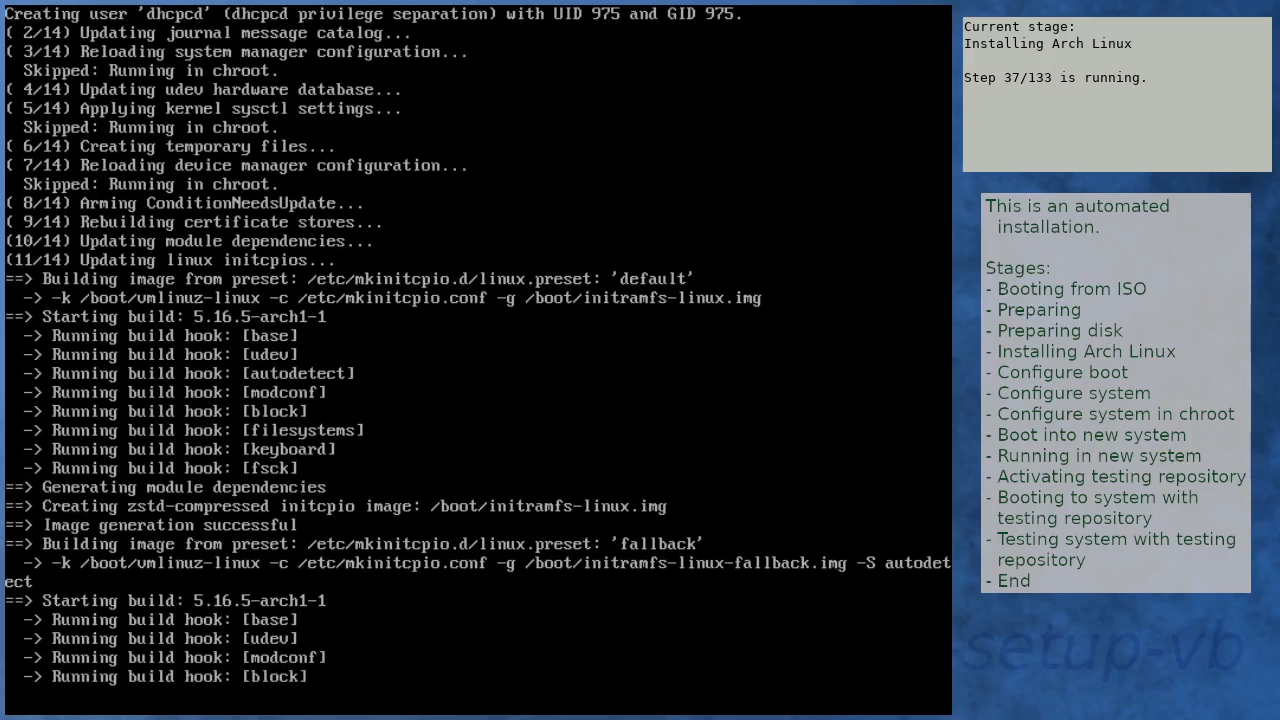 Creating user 'dhcpcd' (dhcpcd privilege separation) with UID 975 and GID 975.
( 2/14) Updating journal message catalog...
( 3/14) Reloading system manager configuration...
  Skipped: Running in chroot.
( 4/14) Updating udev hardware database...
( 5/14) Applying kernel sysctl settings...
  Skipped: Running in chroot.
( 6/14) Creating temporary files...
( 7/14) Reloading device manager configuration...
  Skipped: Running in chroot.
( 8/14) Arming ConditionNeedsUpdate...
( 9/14) Rebuilding certificate stores...
(10/14) Updating module dependencies...
(11/14) Updating linux initcpios...
==> Building image from preset: /etc/mkinitcpio.d/linux.preset: 'default'
  -> -k /boot/vmlinuz-linux -c /etc/mkinitcpio.conf -g /boot/initramfs-linux.img
==> Starting build: 5.16.5-arch1-1
  -> Running build hook: [base]
  -> Running build hook: [udev]
  -> Running build hook: [autodetect]
  -> Running build hook: [modconf]
  -> Running build hook: [block]
  -> Running build hook: [filesystems]
  -> Running build hook: [keyboard]
  -> Running build hook: [fsck]
==> Generating module dependencies
==> Creating zstd-compressed initcpio image: /boot/initramfs-linux.img
==> Image generation successful
==> Building image from preset: /etc/mkinitcpio.d/linux.preset: 'fallback'
  -> -k /boot/vmlinuz-linux -c /etc/mkinitcpio.conf -g /boot/initramfs-linux-fallback.img -S autodet
ect
==> Starting build: 5.16.5-arch1-1
  -> Running build hook: [base]
  -> Running build hook: [udev]
  -> Running build hook: [modconf]
  -> Running build hook: [block]
Current stage:
Installing Arch Linux
Step 37/133 is running.
This is an automated
installation.
Stages:
- Booting from ISO
- Preparing
- Preparing disk
- Installing Arch Linux
- Configure boot
- Configure system
- Configure system in chroot
- Boot into new system
- Running in new system
- Activating testing repository
- Booting to system with
testing repository
- Testing system with testing
repository
- End
-setup-vb